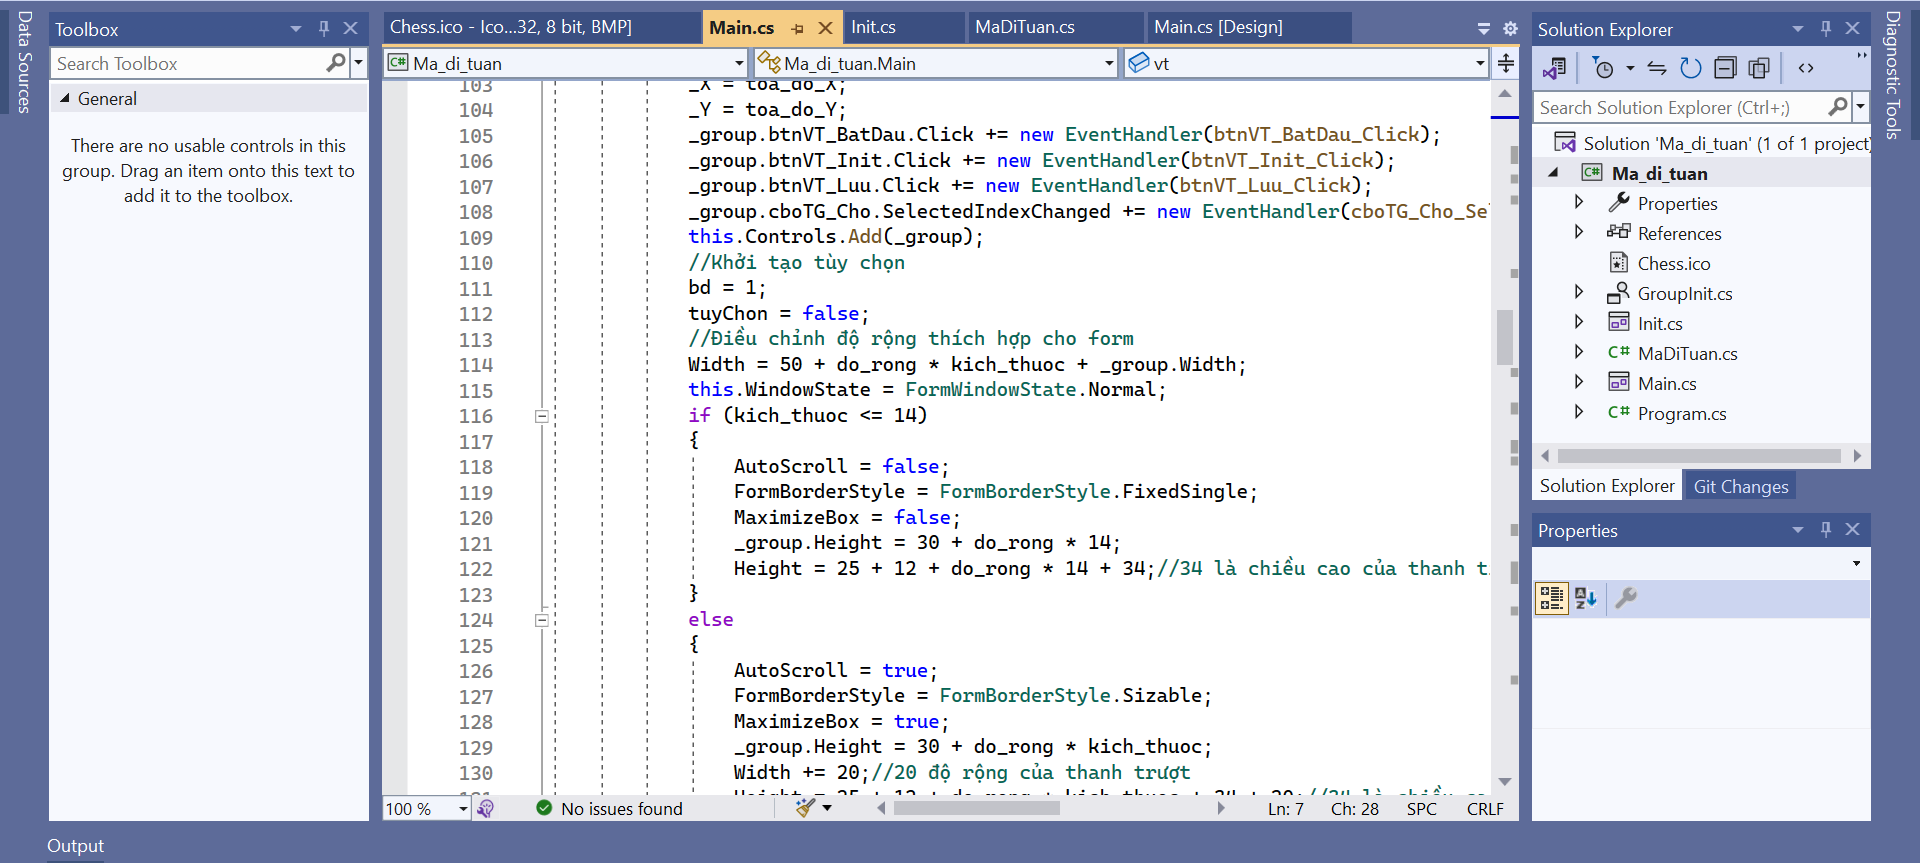 Data Sources
Toolbox
Search Toolbox
General
There are no usable controls in this
group. Drag an item onto this text to
add it to the toolbox.
Chess.ico - Ico...32, 8 bit, BMP]
Main.cs
Init.cs
MaDiTuan.cs
Main.cs [Design]
Ma_di_tuan
Ma_di_tuan.Main
vt
103 _X = toa_do_X;
104 _Y = toa_do_Y;
105 _group.btnVT_BatDau.Click += new EventHandler(btnVT_BatDau_Click);
106 _group.btnVT_Init.Click += new EventHandler(btnVT_Init_Click);
107 _group.btnVT_Luu.Click += new EventHandler(btnVT_Luu_Click);
108 _group.cboTG_Cho.SelectedIndexChanged += new EventHandler(cboTG_Cho_Se
109 this.Controls.Add(_group);
110 //Khởi tạo tùy chọn
111 bd = 1;
112 tuyChon = false;
113 //Điều chỉnh độ rộng thích hợp cho form
114 Width = 50 + do_rong * kich_thuoc + _group.Width;
115 this.WindowState = FormWindowState.Normal;
116 if (kich_thuoc <= 14)
117 {
118 AutoScroll = false;
119 FormBorderStyle = FormBorderStyle.FixedSingle;
120 MaximizeBox = false;
121 _group.Height = 30 + do_rong * 14;
122 Height = 25 + 12 + do_rong * 14 + 34;//34 là chiều cao của thanh
123 }
124 else
125 {
126 AutoScroll = true;
127 FormBorderStyle = FormBorderStyle.Sizable;
128 MaximizeBox = true;
129 _group.Height = 30 + do_rong * kich_thuoc;
130 Width += 20;//20 độ rộng của thanh trượt
100 %
No issues found
Ln: 7
Ch: 28
SPC
CRLF
Output
Solution Explorer
Search Solution Explorer (Ctrl+;)
Solution 'Ma_di_tuan' (1 of 1 project)
Ma_di_tuan
Properties
References
Chess.ico
GroupInit.cs
Init.cs
MaDiTuan.cs
Main.cs
Program.cs
Solution Explorer
Git Changes
Properties
Diagnostic Tools